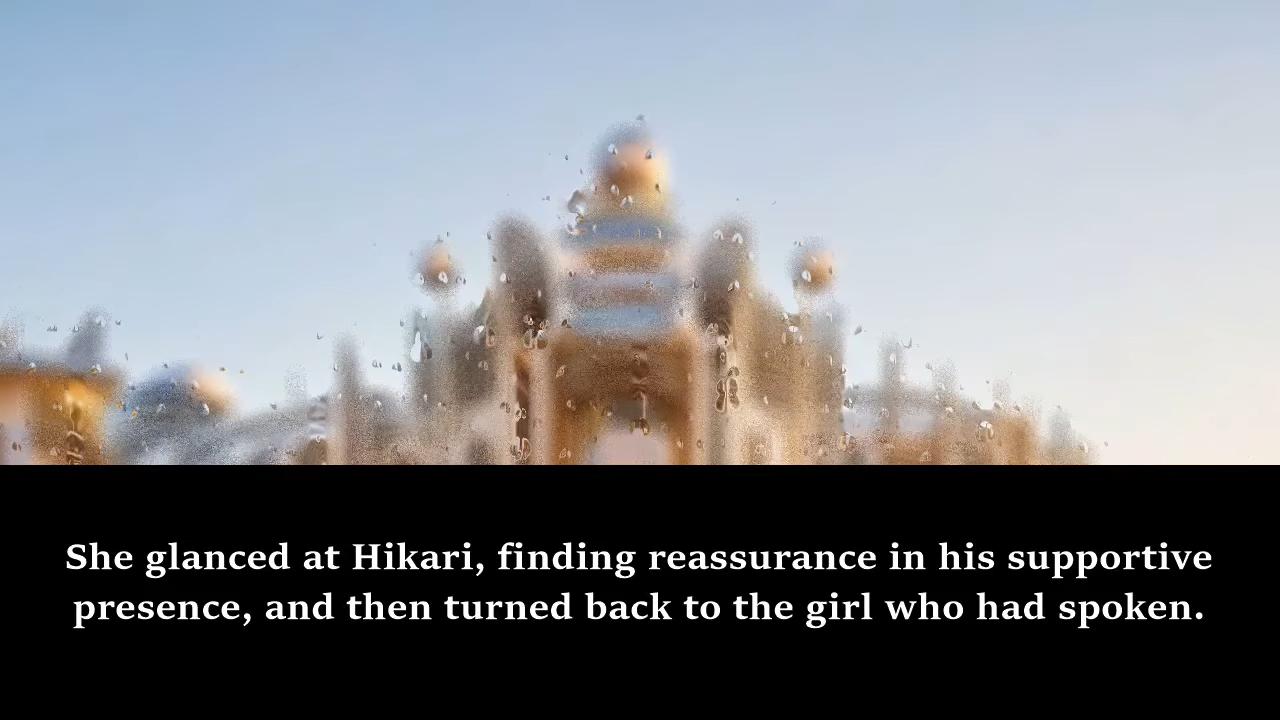 She glanced at Hikari, finding reassurance in his supportive
presence, and then turned back to the girl who had spoken.